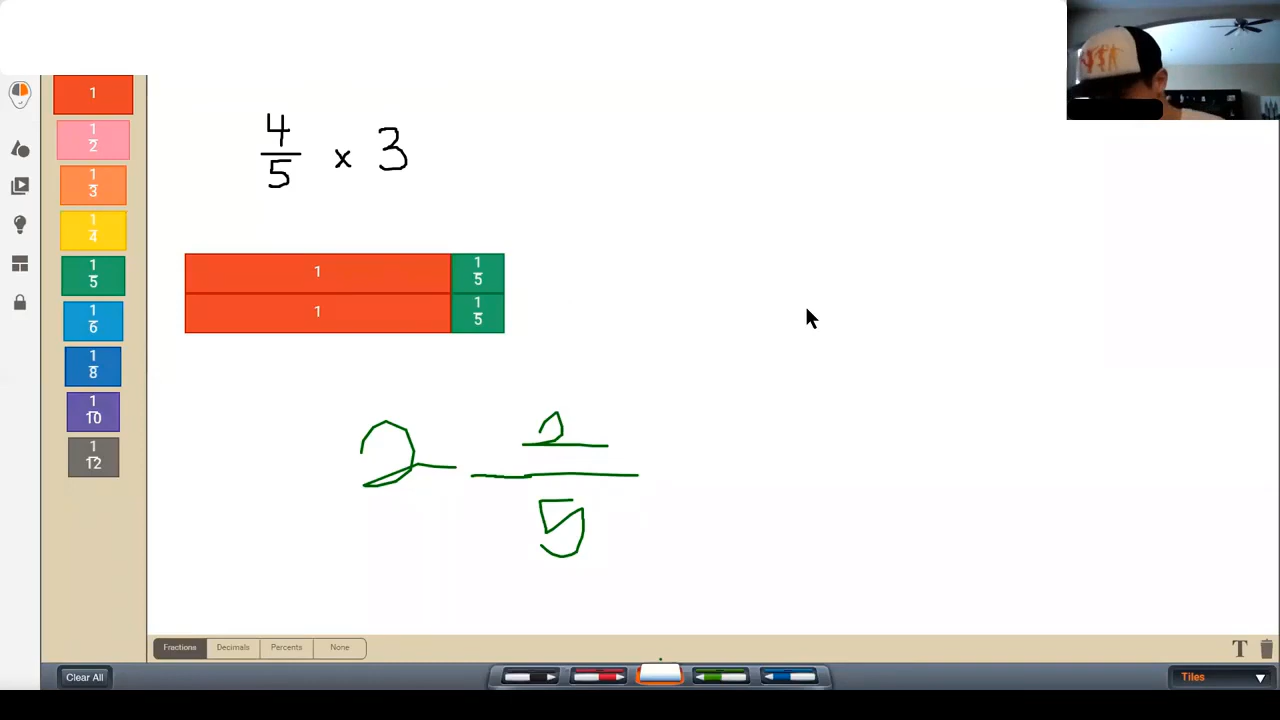 1
1/2
1/3
1/4
1/5
1/6
1/8
1/10
1/12
4/5 x 3
1 1/5
1 1/5
2 2/5
Fractions Decimals Percents None
T
Clear All
Tiles